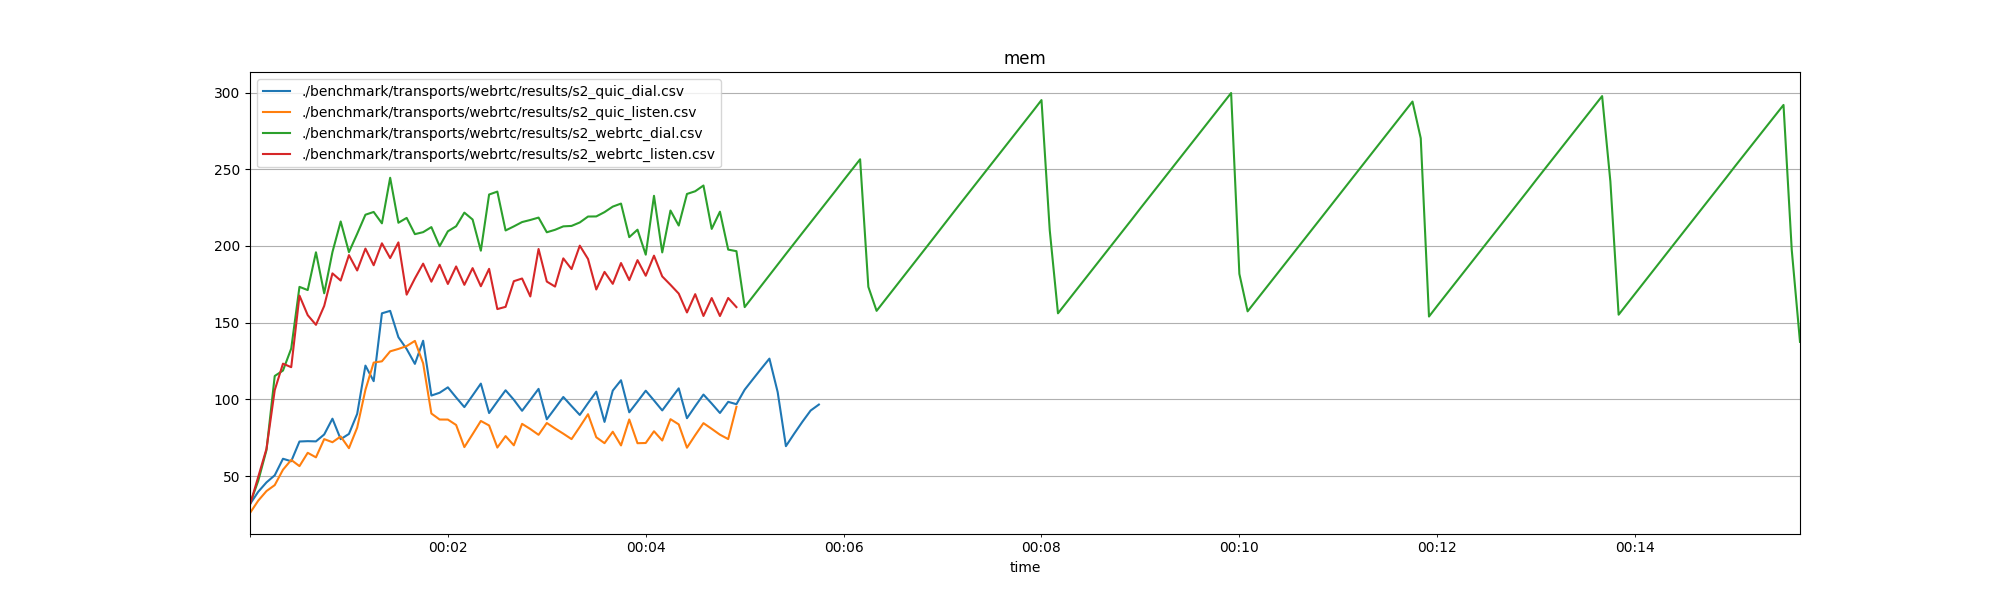 mem
./benchmark/transports/webrtc/results/s2_quic_dial.csv
./benchmark/transports/webrtc/results/s2_quic_listen.csv
./benchmark/transports/webrtc/results/s2_webrtc_dial.csv
./benchmark/transports/webrtc/results/s2_webrtc_listen.csv
300
250
200
150
100
50
00:02 00:04 00:06 00:08 00:10 00:12 00:14
time